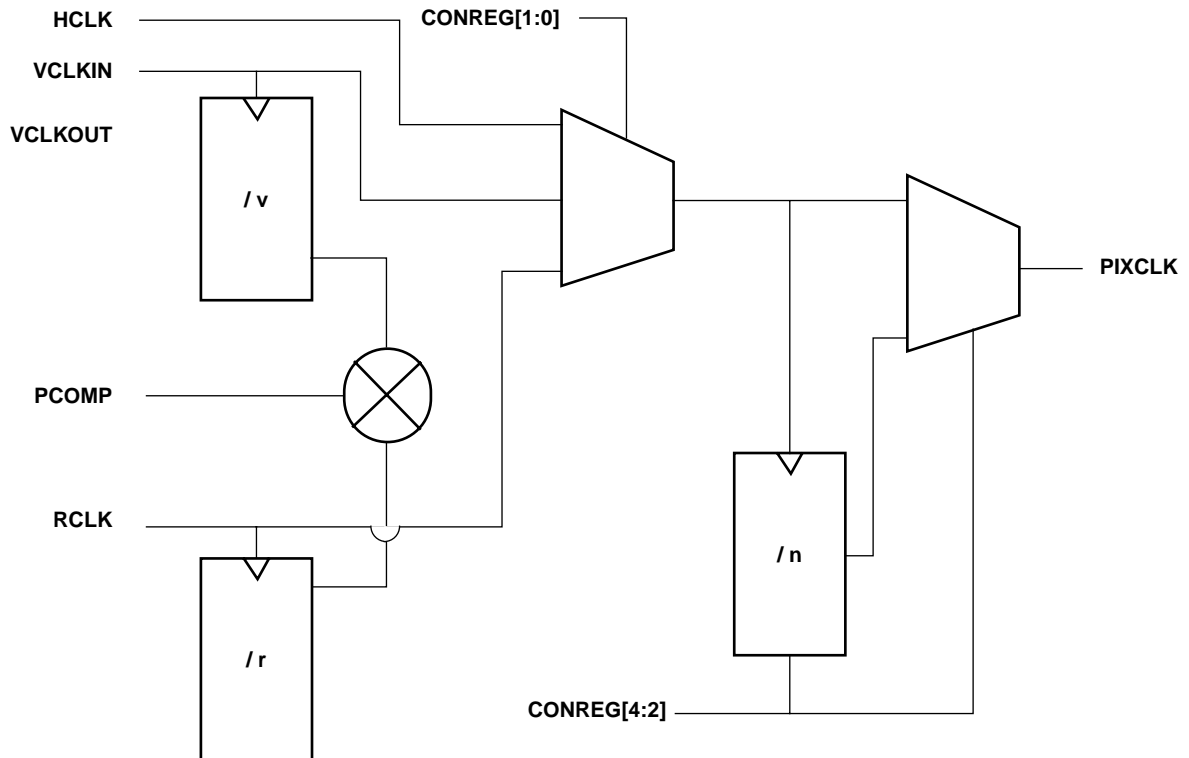 HCLK
CONREG[1:0]
VCLKIN
VCLKOUT
/ v
PIXCLK
PCOMP
RCLK
/ n
/ r
CONREG[4:2]